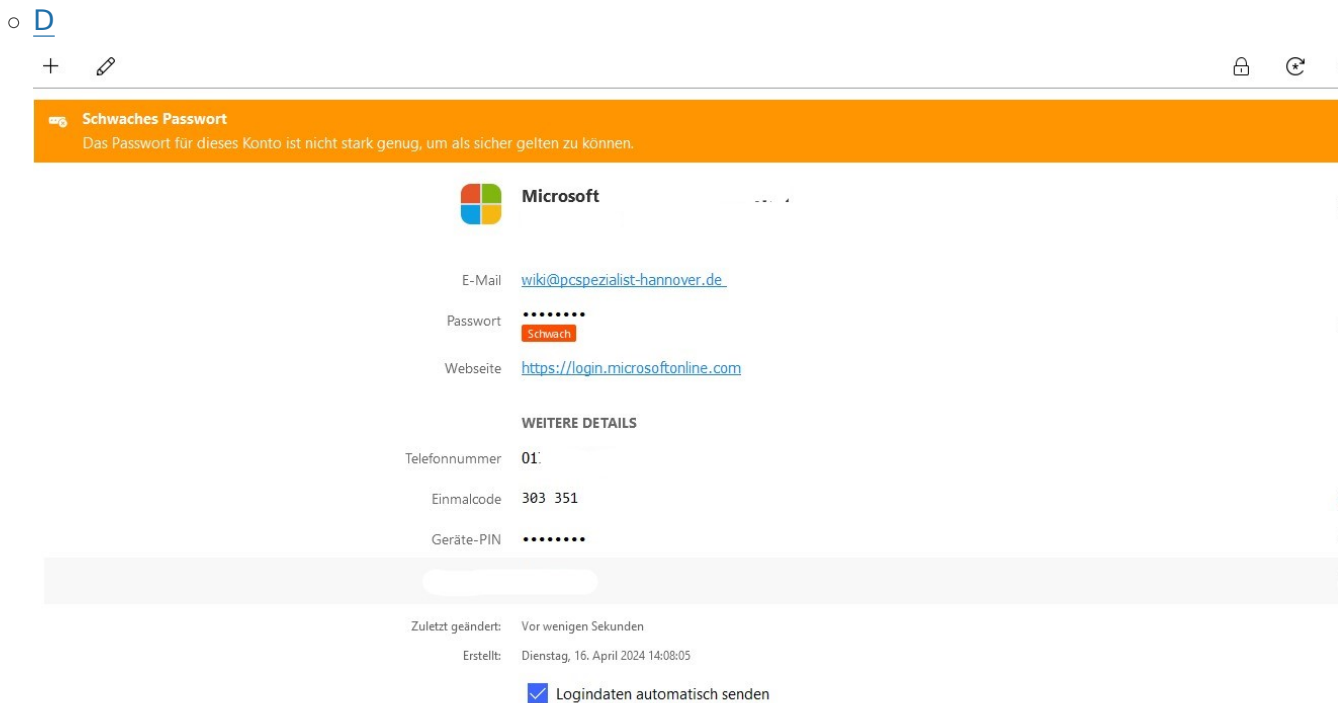 D
Schwaches Passwort
Das Passwort für dieses Konto ist nicht stark genug, um als sicher gelten zu können.
Microsoft
E-Mail wiki@pcspezialist-hannover.de
Passwort ••••••••
Schwach
Webseite https://login.microsoftonline.com
WEITERE DETAILS
Telefonnummer 01
Einmalcode 303 351
Geräte-PIN ••••••••
Zuletzt geändert: Vor wenigen Sekunden
Erstellt: Dienstag, 16. April 2024 14:08:05
Logindaten automatisch senden